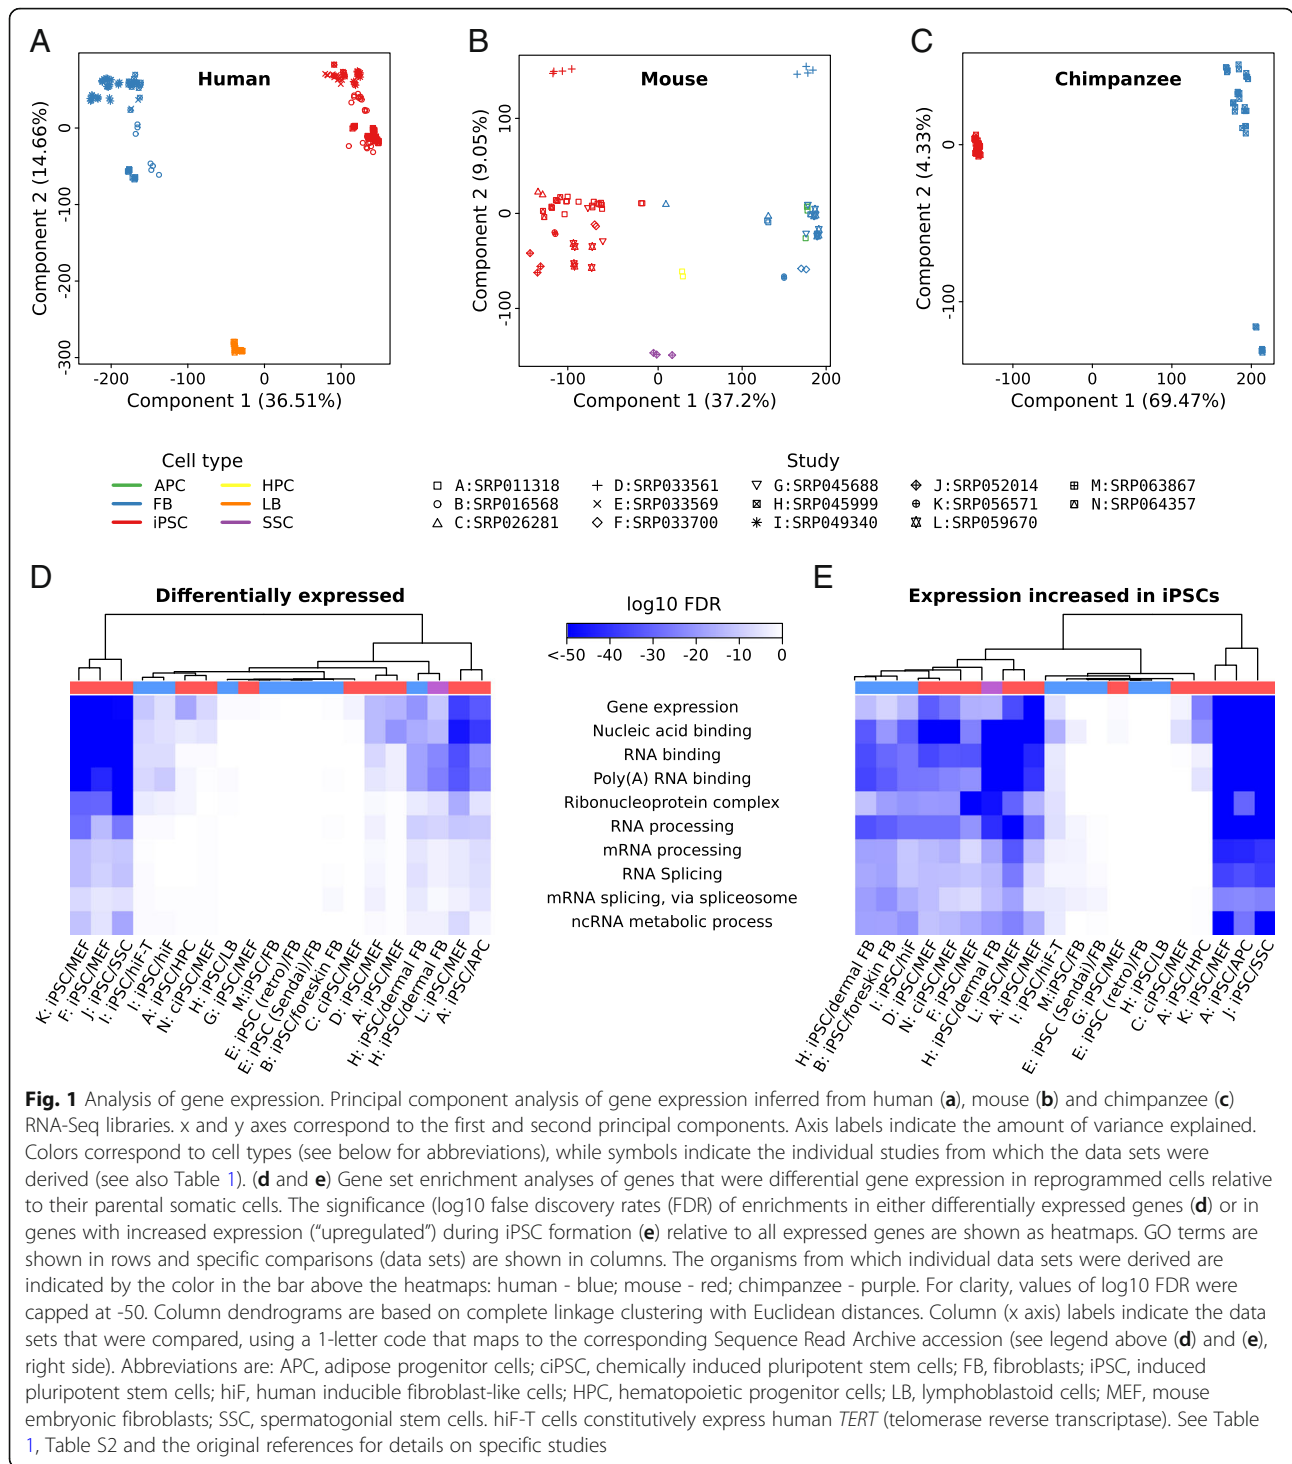 A
B
C
Human
Mouse
Chimpanzee
Component 2 (14.66%)
0
-100
-200
-300
-200
-100
0
100
Component 1 (36.51%)
Component 2 (9.05%)
100
0
-100
-100
0
100
200
Component 1 (37.2%)
Component 2 (4.33%)
0
-100
-100
0
100
200
Component 1 (69.47%)
Cell type
APC
FB
iPSC
HPC
LB
SSC
Study
A:SRP011318
B:SRP016568
C:SRP026281
D:SRP033561
E:SRP033569
F:SRP033700
G:SRP045688
H:SRP045999
I:SRP049340
J:SRP052014
K:SRP056571
L:SRP059670
M:SRP063867
N:SRP064357
D
Differentially expressed
log10 FDR
<-50 -40 -30 -20 -10 0
E
Expression increased in iPSCs
Gene expression
Nucleic acid binding
RNA binding
Poly(A) RNA binding
Ribonucleoprotein complex
RNA processing
mRNA processing
RNA Splicing
mRNA splicing, via spliceosome
ncRNA metabolic process
K: iPSC/MEF
F: iPSC/MEF
J: iPSC/SSC
I: iPSC/hiF-T
I: iPSC/hiF
A: iPSC/HPC
N: ciPSC/MEF
H: iPSC/LB
G: iPSC/MEF
M:iPSC/FB
E: iPSC (retro)/FB
E: iPSC (Sendai)/FB
B: iPSC/foreskin FB
C: ciPSC/MEF
D: iPSC/MEF
A: iPSC/MEF
H: iPSC/dermal FB
H: iPSC/dermal FB
L: iPSC/MEF
A: iPSC/APC
H: iPSC/dermal FB
B: iPSC/foreskin FB
I: iPSC/hiF
D: iPSC/MEF
N: ciPSC/MEF
F: iPSC/MEF
H: iPSC/dermal FB
L: iPSC/MEF
A: iPSC/MEF
I: iPSC/hiF-T
M:iPSC/FB
E: iPSC (Sendai)/FB
G: iPSC/MEF
E: iPSC (retro)/FB
H: iPSC/LB
C: ciPSC/MEF
A: iPSC/HPC
K: iPSC/MEF
A: iPSC/APC
J: iPSC/SSC
Fig. 1 Analysis of gene expression. Principal component analysis of gene expression inferred from human (a), mouse (b) and chimpanzee (c)
RNA-Seq libraries. x and y axes correspond to the first and second principal components. Axis labels indicate the amount of variance explained.
Colors correspond to cell types (see below for abbreviations), while symbols indicate the individual studies from which the data sets were
derived (see also Table 1). (d and e) Gene set enrichment analyses of genes that were differential gene expression in reprogrammed cells relative
to their parental somatic cells. The significance (log10 false discovery rates (FDR) of enrichments in either differentially expressed genes (d) or in
genes with increased expression (“upregulated”) during iPSC formation (e) relative to all expressed genes are shown as heatmaps. GO terms are
shown in rows and specific comparisons (data sets) are shown in columns. The organisms from which individual data sets were derived are
indicated by the color in the bar above the heatmaps: human - blue; mouse - red; chimpanzee - purple. For clarity, values of log10 FDR were
capped at -50. Column dendrograms are based on complete linkage clustering with Euclidean distances. Column (x axis) labels indicate the data
sets that were compared, using a 1-letter code that maps to the corresponding Sequence Read Archive accession (see legend above (d) and (e),
right side). Abbreviations are: APC, adipose progenitor cells; ciPSC, chemically induced pluripotent stem cells; FB, fibroblasts; iPSC, induced
pluripotent stem cells; hiF, human inducible fibroblast-like cells; HPC, hematopoietic progenitor cells; LB, lymphoblastoid cells; MEF, mouse
embryonic fibroblasts; SSC, spermatogonial stem cells. hiF-T cells constitutively express human TERT (telomerase reverse transcriptase). See Table
1, Table S2 and the original references for details on specific studies